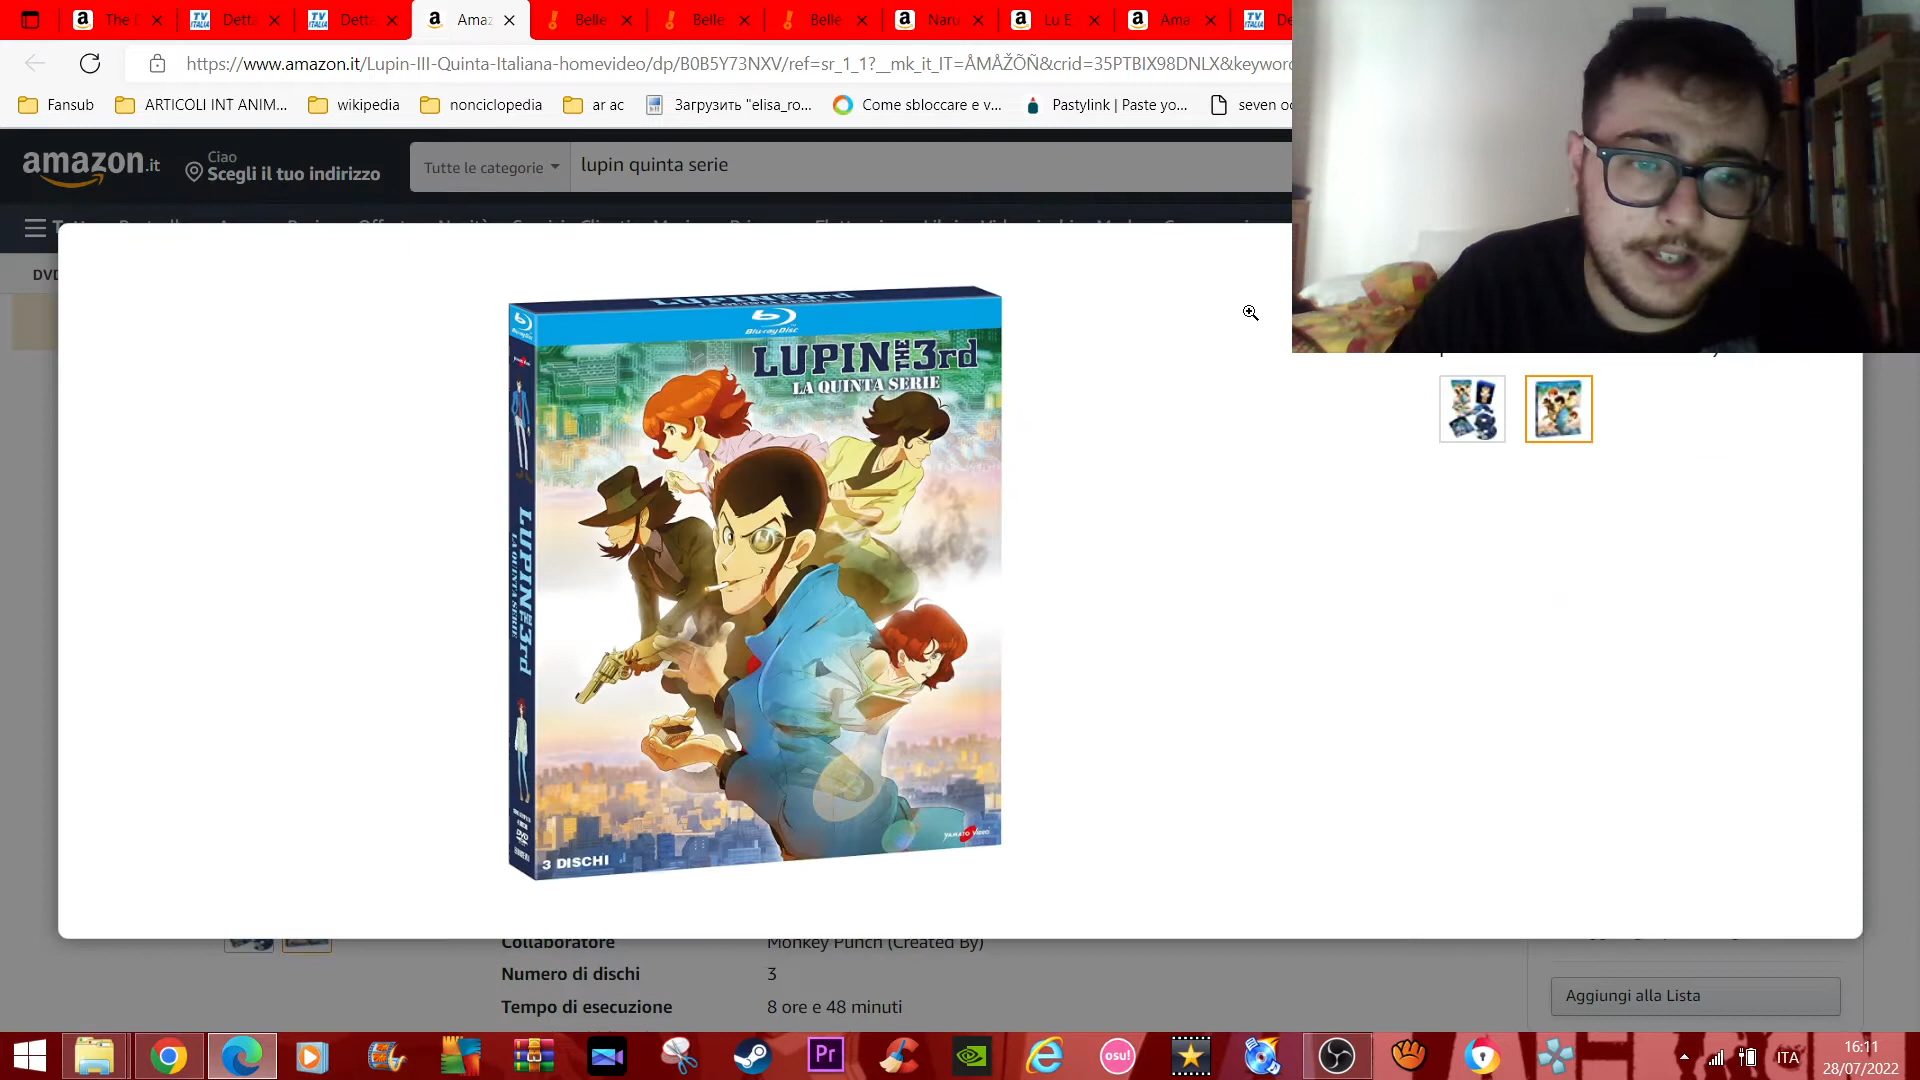 The
Detta
Dette
Amaz
Belle
Belle
Belle
Naru
Lu E
Ama
De
https://www.amazon.it/Lupin-III-Quinta-Italiana-homevideo/dp/B0B5Y73NXV/ref=sr_1_1?__mk_it_IT=ÅMÅŽÕÑ&crid=35PTBIX98DNLX&keyword
Fansub
ARTICOLI INT ANIM...
wikipedia
nonciclopedia
ar ac
Загрузить "elisa_ro...
Come sbloccare e v...
Pastylink | Paste yo...
seven
amazon.it
Ciao
Scegli il tuo indirizzo
Tutte le categorie
lupin quinta serie
DVD
Blu-ray Disc
LUPIN THE 3rd
LA QUINTA SERIE
LUPIN THE 3rd
LA QUINTA SERIE
3 DISCHI
YAMATO VIDEO
Collaboratore
Monkey Punch (Created By)
Numero di dischi
3
Tempo di esecuzione
8 ore e 48 minuti
Aggiungi alla Lista
Pr
osu!
ITA
16:11
28/07/2022